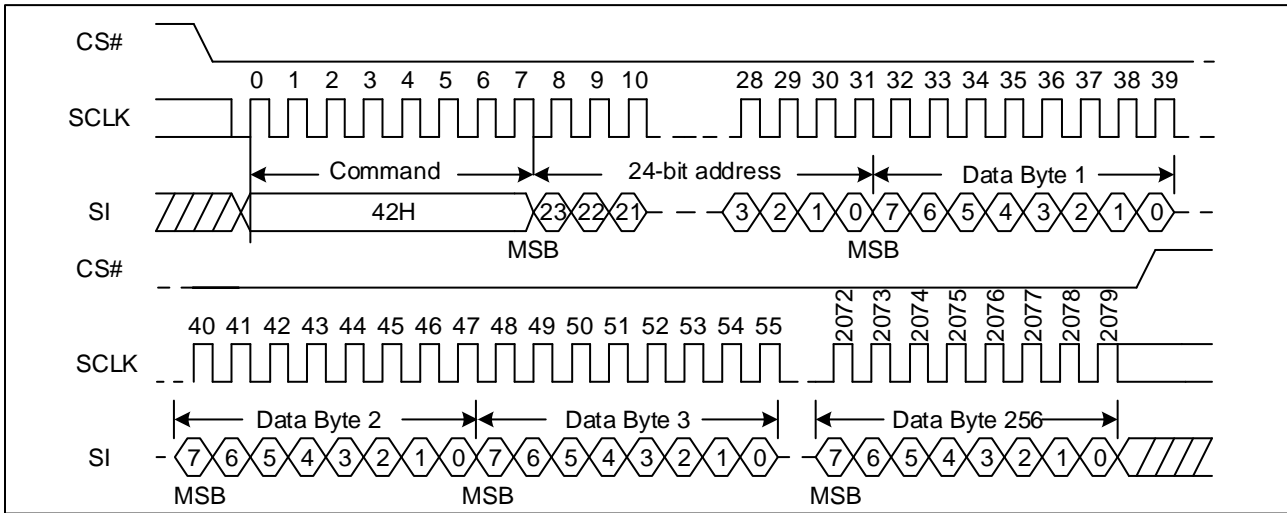 CS#
0 1 2 3 4 5 6 7 8 9 10 28 29 30 31 32 33 34 35 36 37 38 39
SCLK
Command 24-bit address Data Byte 1
SI 42H 23 22 21 3 2 1 0 7 6 5 4 3 2 1 0
MSB MSB
CS#
40 41 42 43 44 45 46 47 48 49 50 51 52 53 54 55 2072 2073 2074 2075 2076 2077 2078 2079
SCLK
Data Byte 2 Data Byte 3 Data Byte 256
SI 7 6 5 4 3 2 1 0 7 6 5 4 3 2 1 0 7 6 5 4 3 2 1 0
MSB MSB MSB